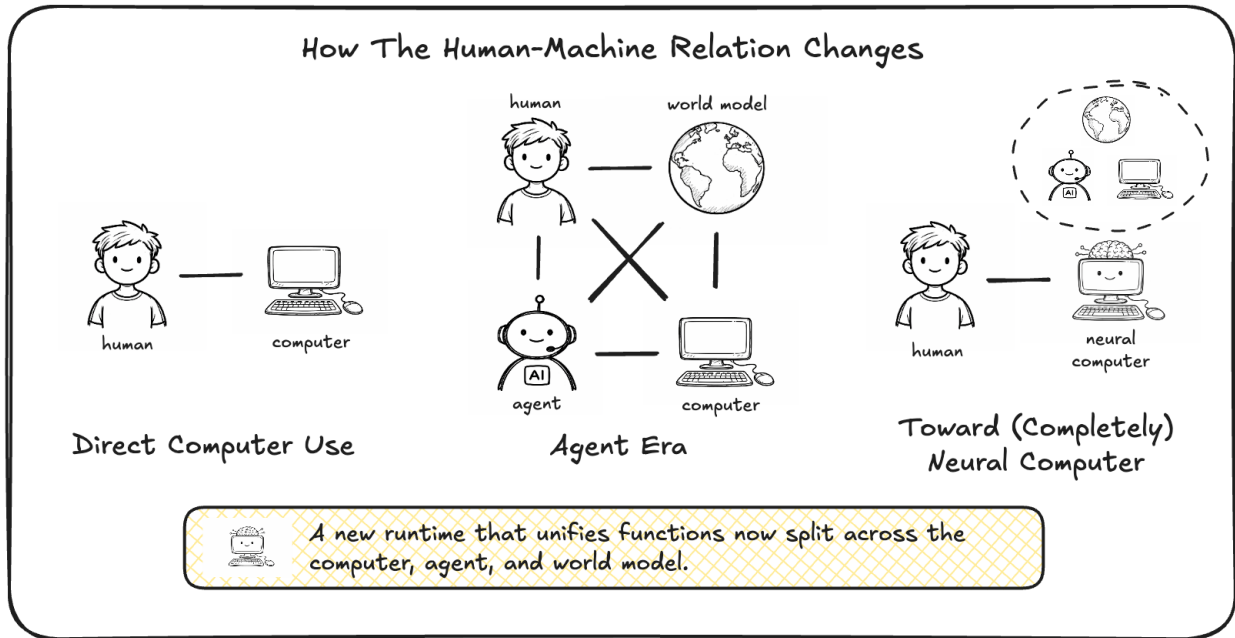 How The Human-Machine Relation Changes
human
computer
Direct Computer Use
human
world model
AI
agent
computer
Agent Era
AI
human
neural
computer
Toward (Completely)
Neural Computer
A new runtime that unifies functions now split across the
computer, agent, and world model.